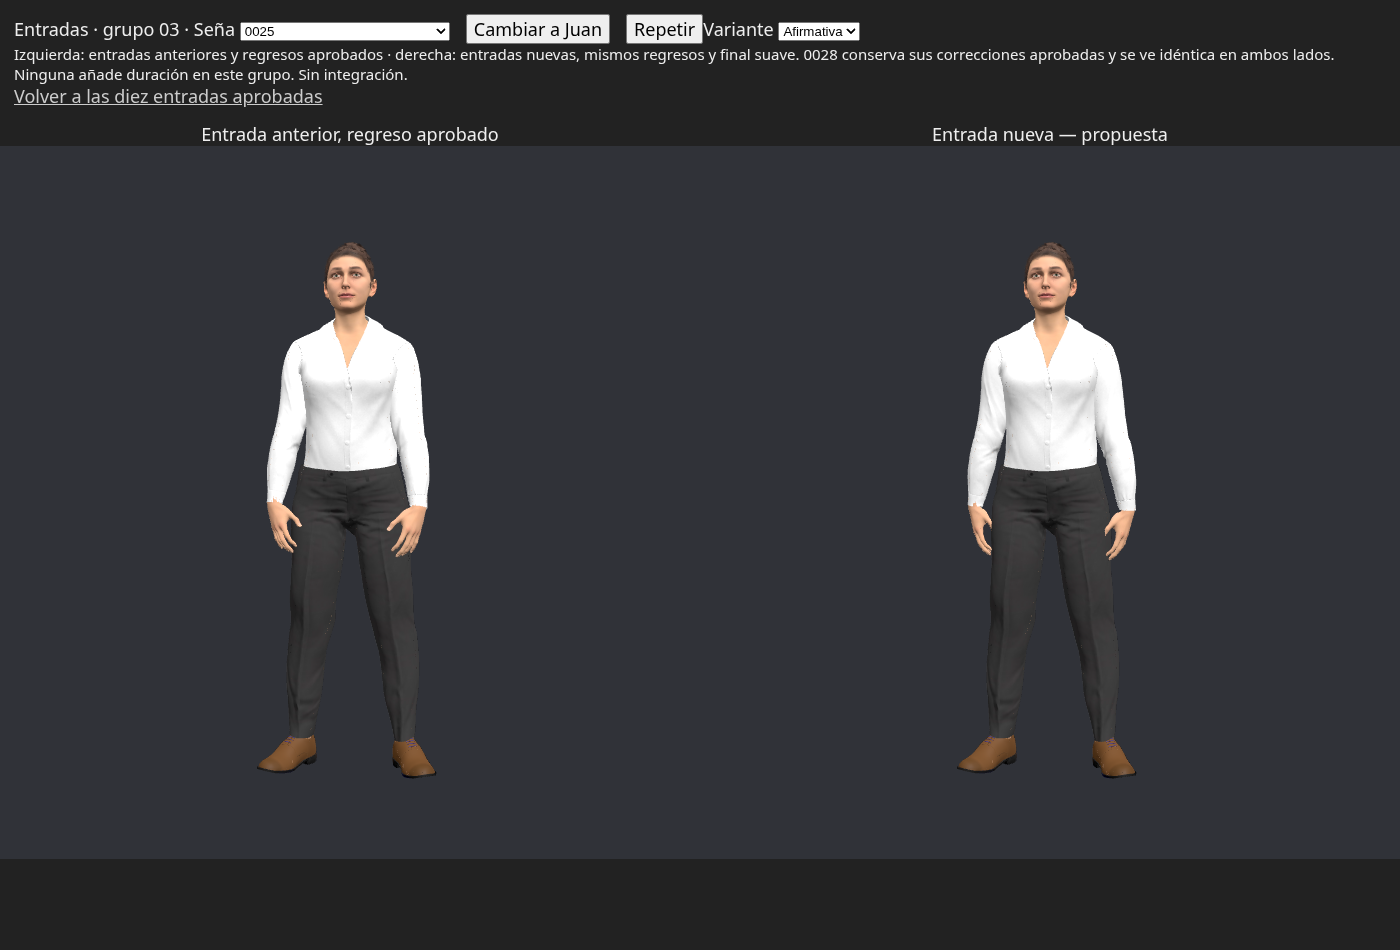 Entradas · grupo 03 · Seña 0025 Cambiar a Juan Repetir Variante Afirmativa
Izquierda: entradas anteriores y regresos aprobados · derecha: entradas nuevas, mismos regresos y final suave. 0028 conserva sus correcciones aprobadas y se ve idéntica en ambos lados.
Ninguna añade duración en este grupo. Sin integración.
Volver a las diez entradas aprobadas
Entrada anterior, regreso aprobado
Entrada nueva — propuesta